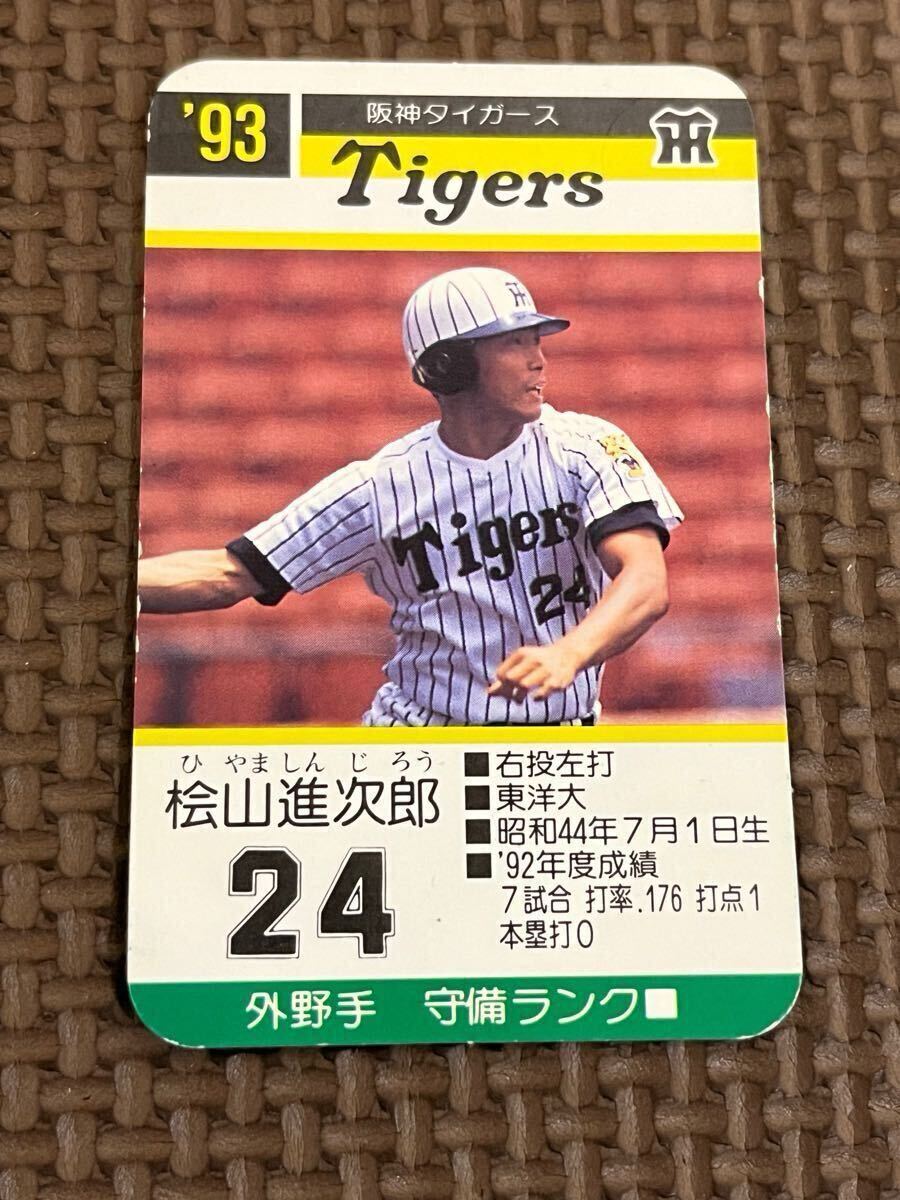 '93
阪神タイガース
Tigers
Tigers
24
ひ やま しん じ ろう
桧山進次郎
24
■右投左打
■東洋大
■昭和44年7月1日生
■'92年度成績
7試合 打率.176 打点1
本塁打0
外野手 守備ランク■